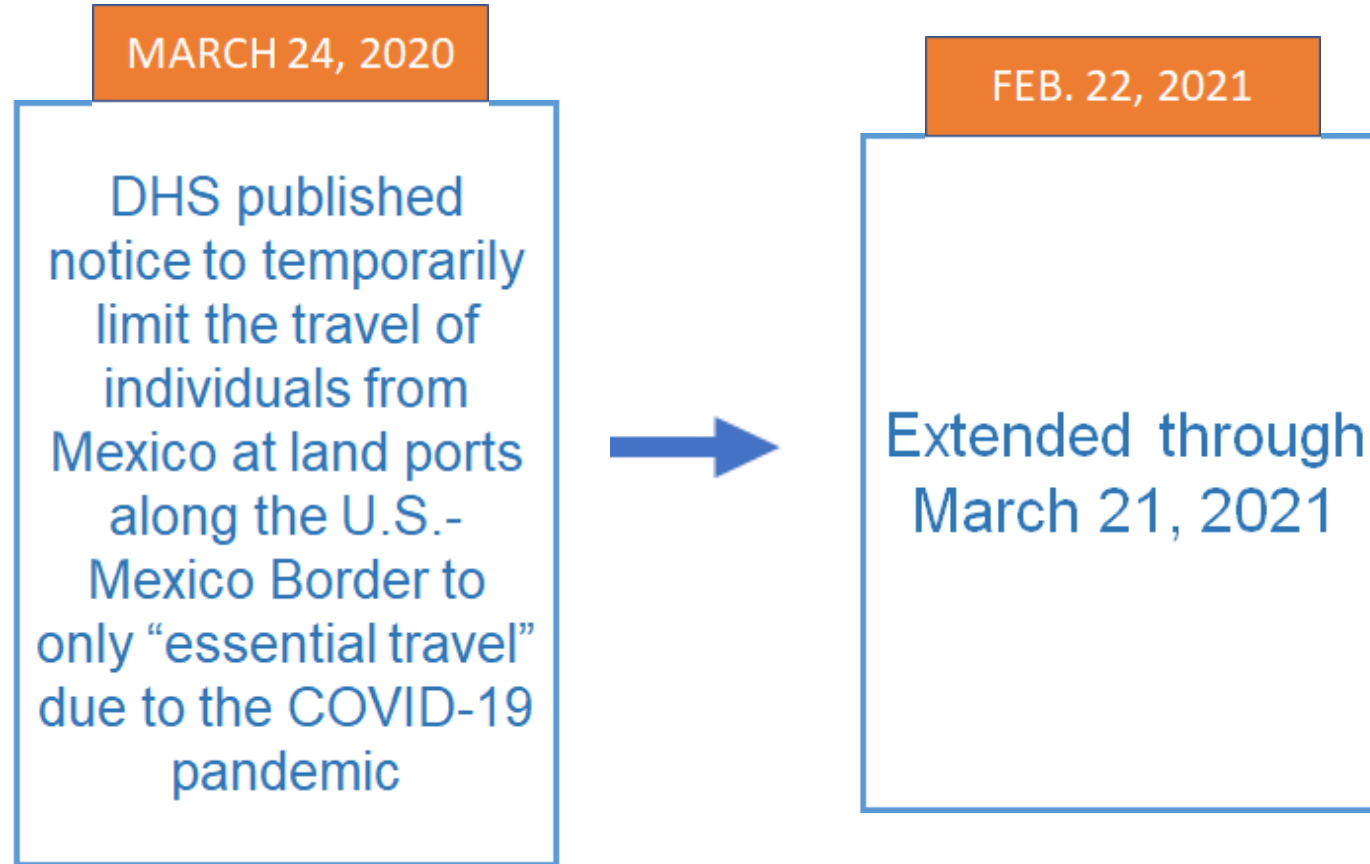 MARCH 24, 2020
DHS published
notice to temporarily
limit the travel of
individuals from
Mexico at land ports
along the U.S.-
Mexico Border to
only “essential travel”
due to the COVID-19
pandemic
FEB. 22, 2021
Extended through
March 21, 2021